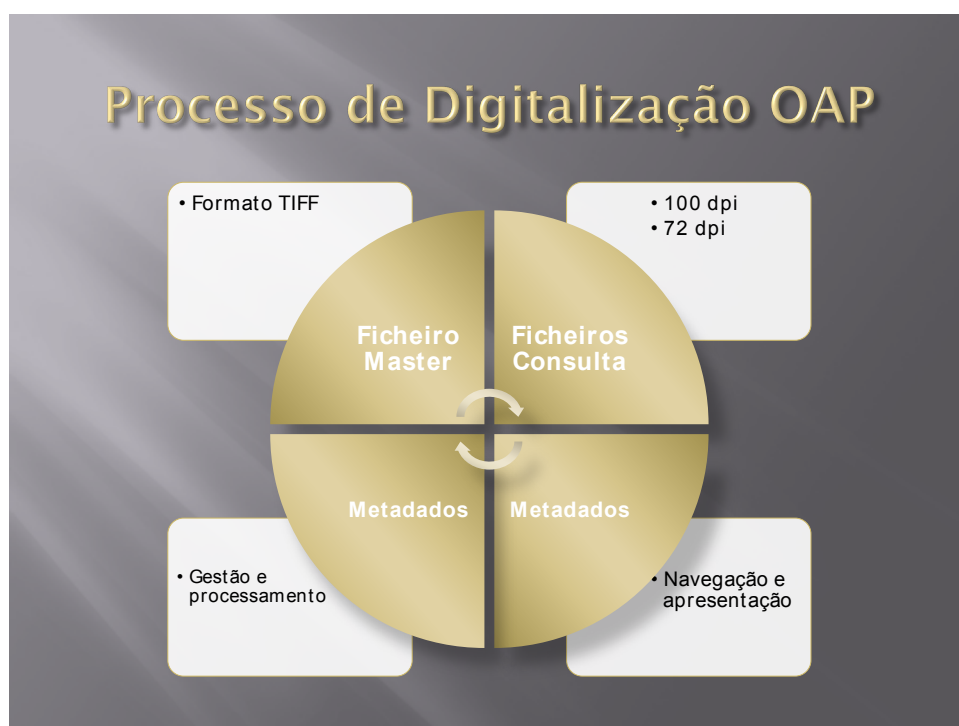 Processo de Digitalização OAP
• Formato TIFF
• 100 dpi
• 72 dpi
Ficheiro
Master
Ficheiros
Consulta
Metadados
Metadados
• Gestão e
processamento
• Navegação e
apresentação